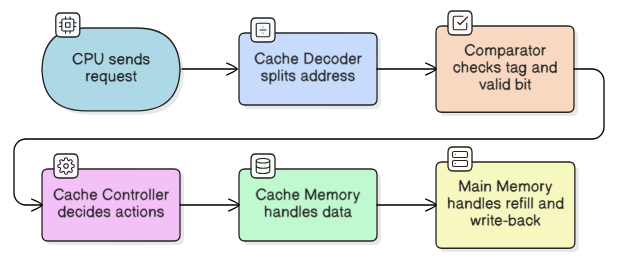 CPU sends
request
Cache Decoder
splits address
Comparator
checks tag and
valid bit
Cache Controller
decides actions
Cache Memory
handles data
Main Memory
handles refill and
write-back